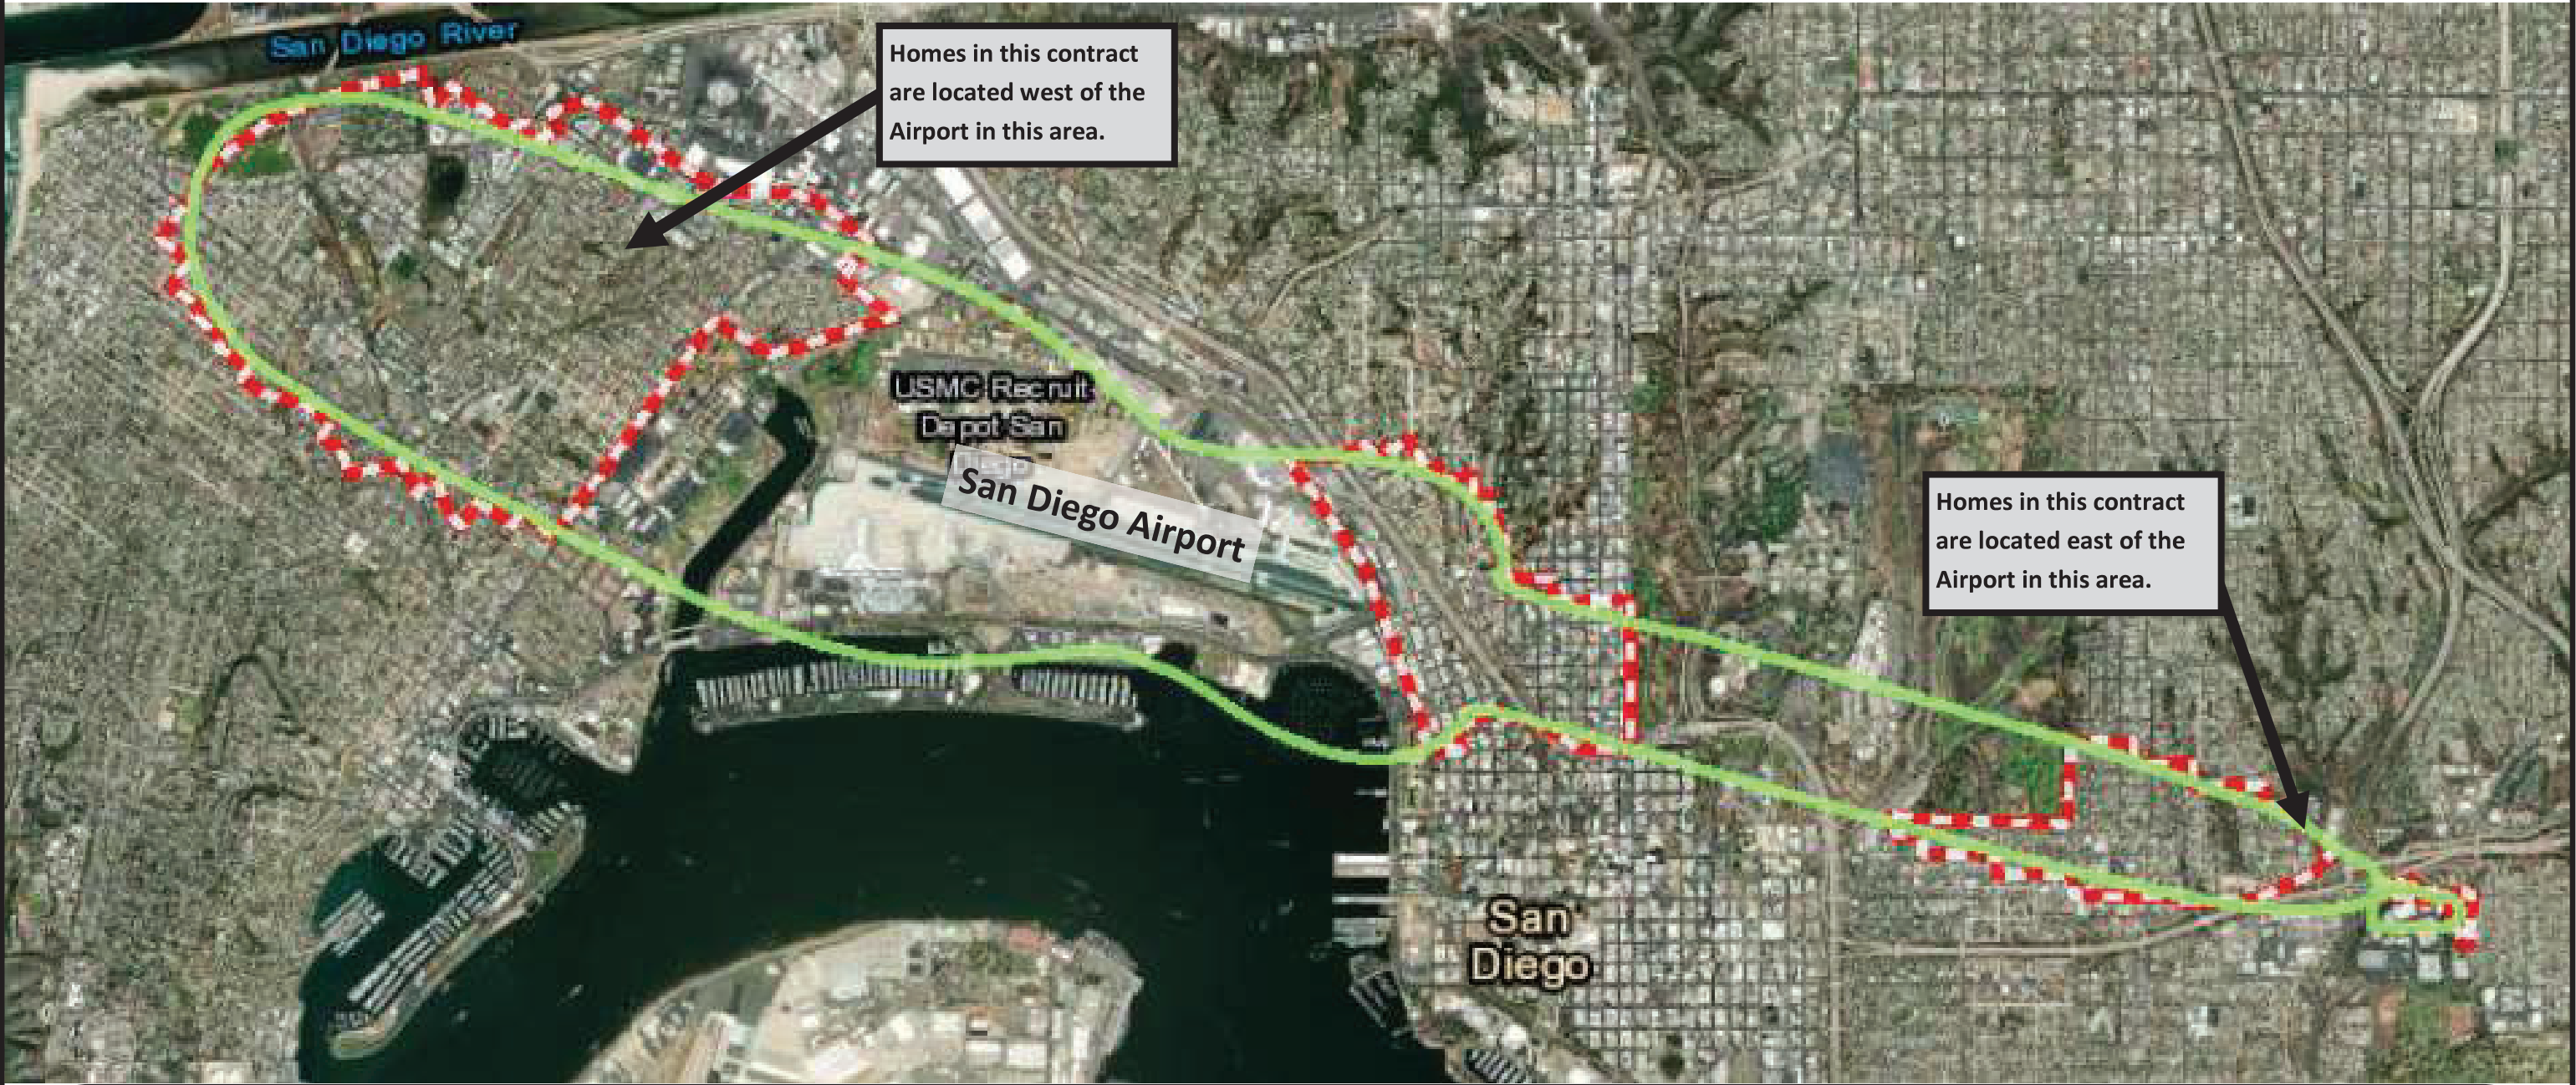 San Diego River
Homes in this contract
are located west of the
Airport in this area.
USMC Recruit
Depot San
Diego
San Diego Airport
Homes in this contract
are located east of the
Airport in this area.
San
Diego